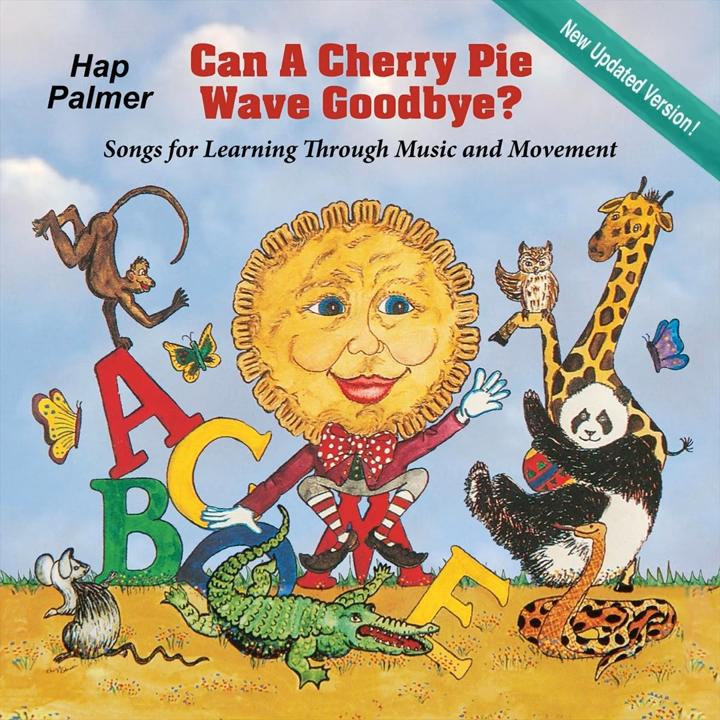 Hap
Palmer
Can A Cherry Pie
Wave Goodbye?
New Updated Version!
Songs for Learning Through Music and Movement
A
C
B
D
F